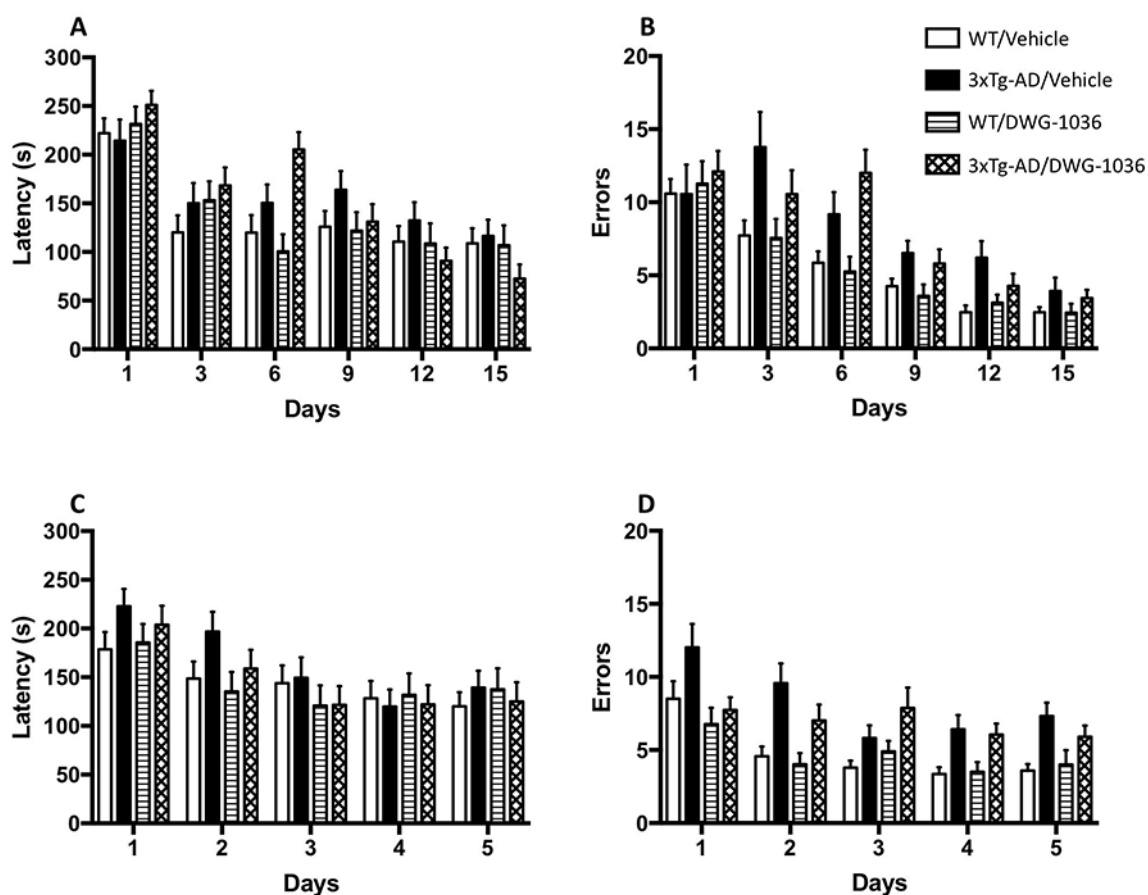 A
300
250
200
150
100
50
0
Latency (s)
1 3 6 9 12 15
Days
B
20
15
10
5
0
Errors
1 3 6 9 12 15
Days
WT/Vehicle
3xTg-AD/Vehicle
WT/DWG-1036
3xTg-AD/DWG-1036
C
300
250
200
150
100
50
0
Latency (s)
1 2 3 4 5
Days
D
20
15
10
5
0
Errors
1 2 3 4 5
Days